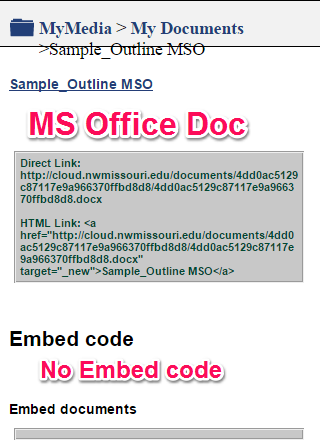 MyMedia > My Documents
>Sample_Outline MSO
Sample_Outline MSO
MS Office Doc
Direct Link:
http://cloud.nwmissouri.edu/documents/4dd0ac5129
c87117e9a966370ffbd8d8/4dd0ac5129c87117e9a9663
70ffbd8d8.docx
HTML Link: <a
href="http://cloud.nwmissouri.edu/documents/4dd0
ac5129c87117e9a966370ffbd8d8/4dd0ac5129c87117e
9a966370ffbd8d8.docx"
target="_new">Sample_Outline MSO</a>
Embed code
No Embed code
Embed documents